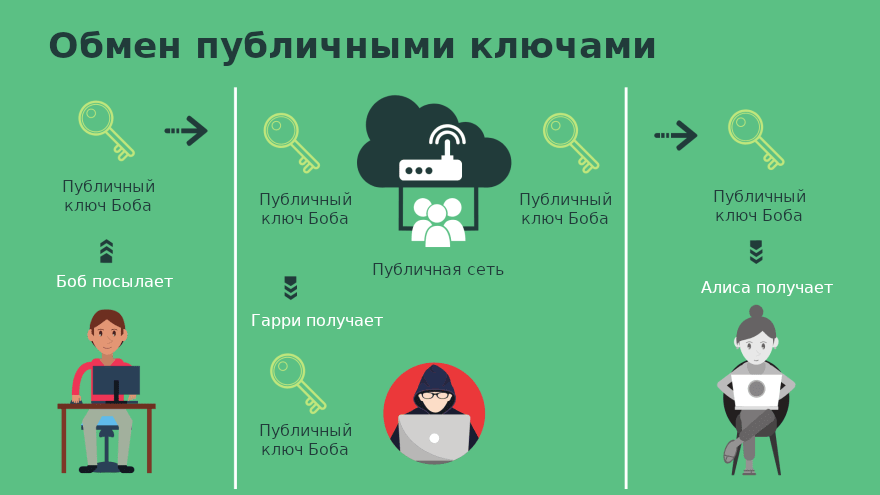 Обмен публичными ключами
Публичный
ключ Боба
Боб посылает
Публичный
ключ Боба
Публичный
ключ Боба
Публичная сеть
Гарри получает
Публичный
ключ Боба
Публичный
ключ Боба
Алиса получает